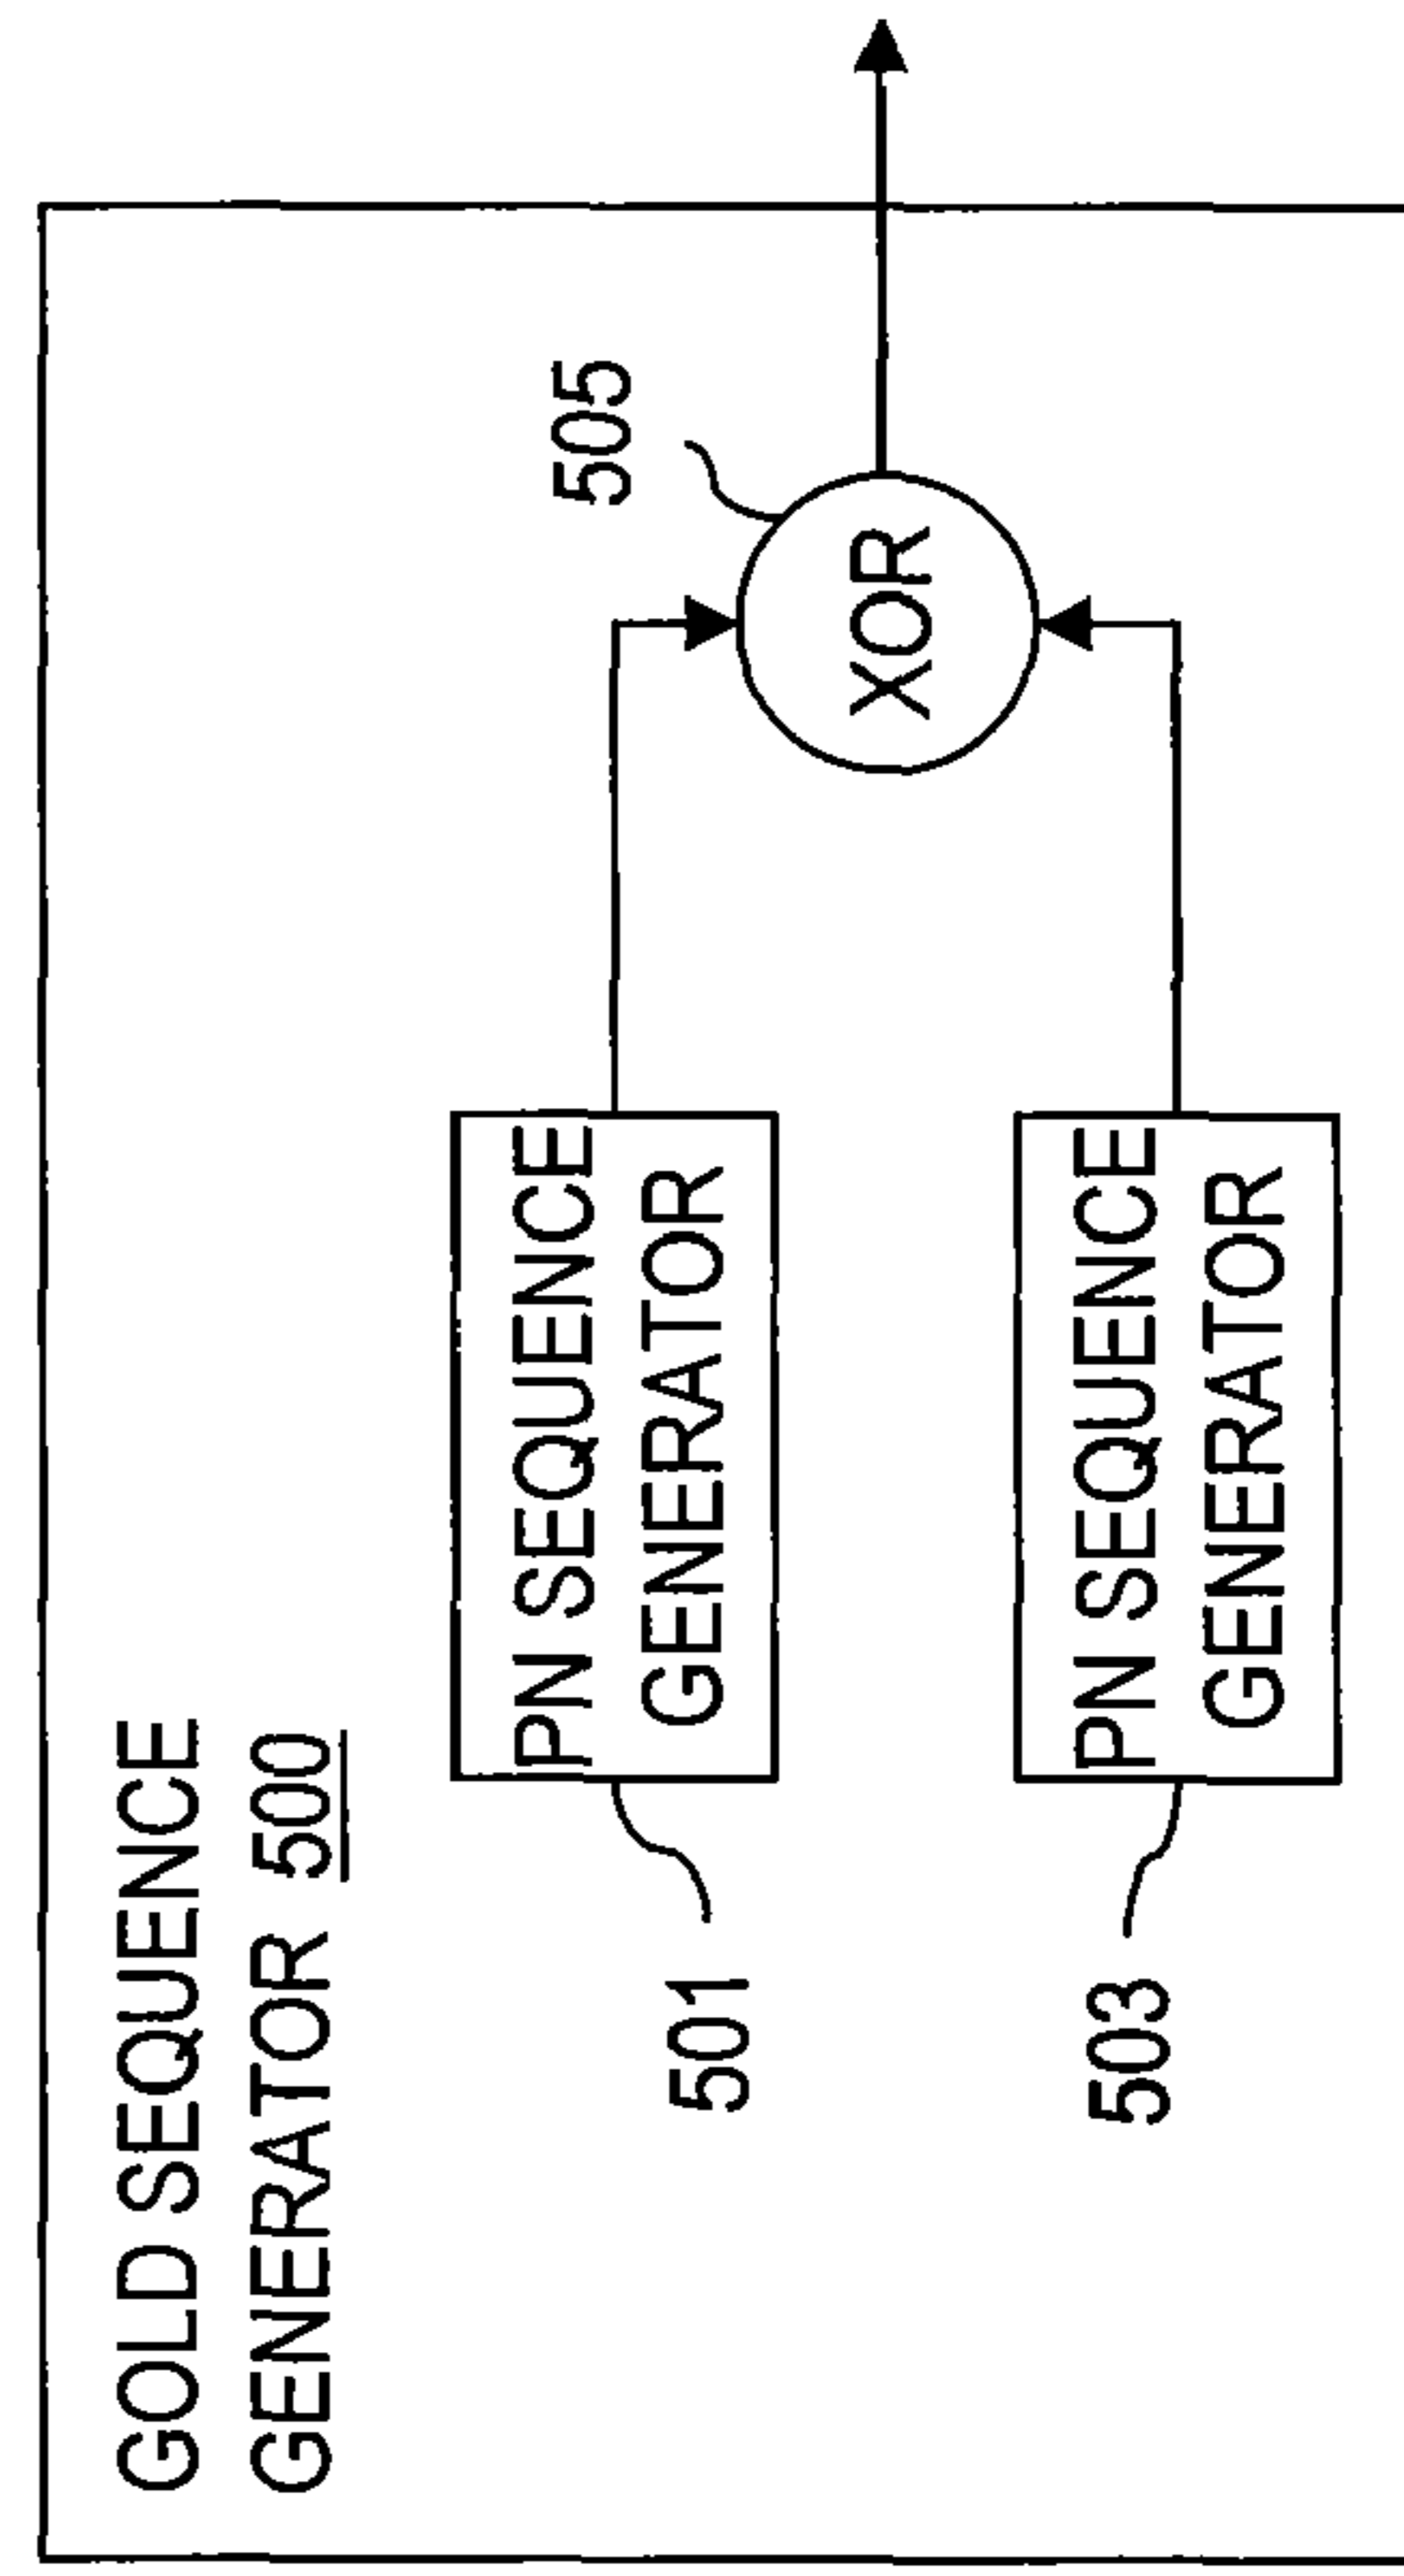 GOLD SEQUENCE
GENERATOR 500
501
PN SEQUENCE
GENERATOR
505
XOR
503
PN SEQUENCE
GENERATOR